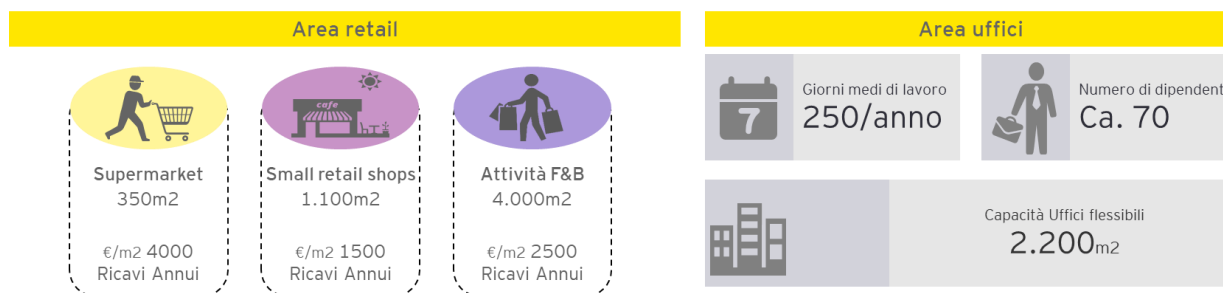 Area retail
Supermarket
350m2
€/m2 4000
Ricavi Annui
cafe
Small retail shops
1.100m2
€/m2 1500
Ricavi Annui
Attività F&B
4.000m2
€/m2 2500
Ricavi Annui
Area uffici
7
Giorni medi di lavoro
250/anno
Numero di dipendent
Ca. 70
Capacità Uffici flessibili
2.200m2